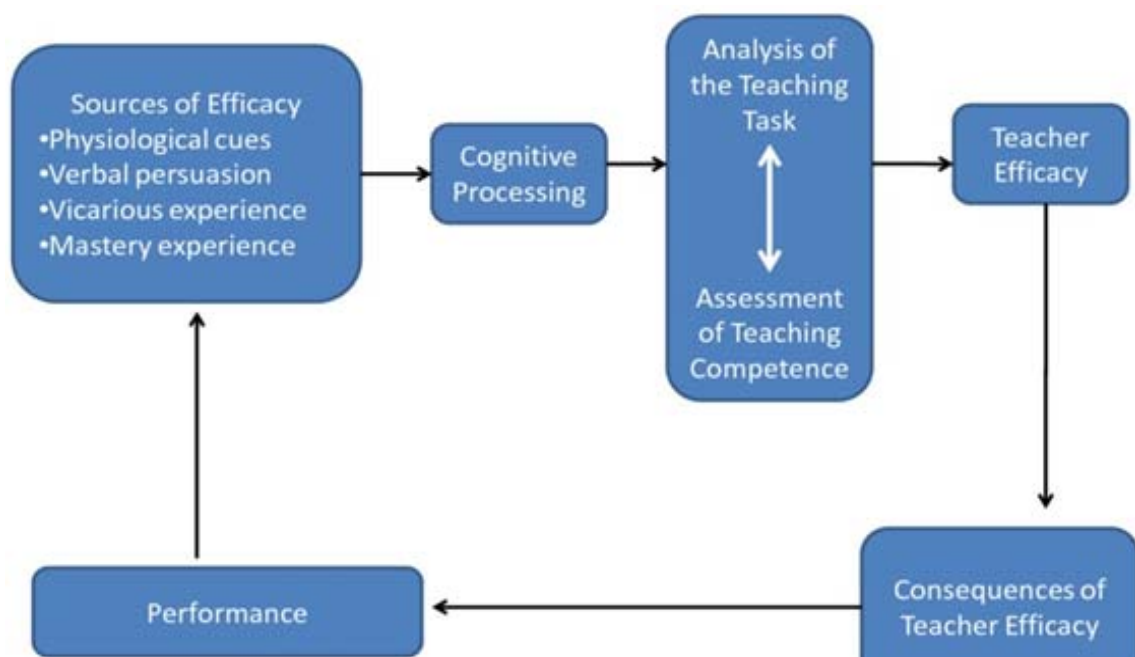 Sources of Efficacy
•Physiological cues
•Verbal persuasion
•Vicarious experience
•Mastery experience
Cognitive
Processing
Analysis of
the Teaching
Task
Assessment
of Teaching
Competence
Teacher
Efficacy
Consequences of
Teacher Efficacy
Performance